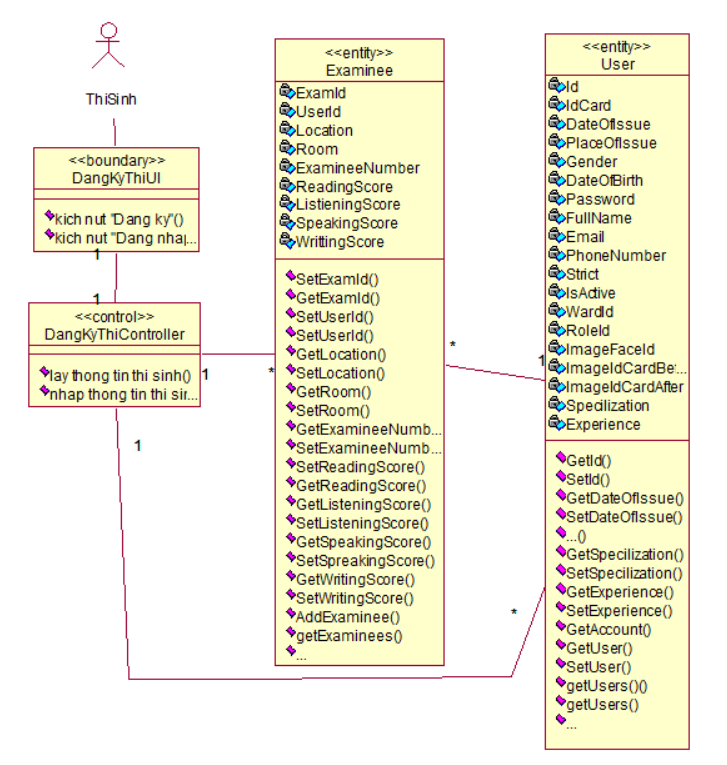 ThiSinh
<<boundary>>
DangKyThiUI
kich nut "Dang ky"()
kich nut "Dang nhap...
1
1
<<control>>
DangKyThiController
lay thong tin thi sinh()
nhap thong tin thi sin...
1
*
1
<<entity>>
Examinee
ExamId
UserId
Location
Room
ExamineeNumber
ReadingScore
ListieningScore
SpeakingScore
WrittingScore
SetExamId()
GetExamId()
SetUserId()
SetUserId()
GetLocation()
SetLocation()
GetRoom()
SetRoom()
GetExamineeNumb...
SetExamineeNumb...
SetReadingScore()
GetReadingScore()
GetListeningScore()
SetListeningScore()
GetSpeakingScore()
SetSpreakingScore()
GetWritingScore()
SetWritingScore()
AddExaminee()
getExaminees()
...
*
1
*
<<entity>>
User
Id
IdCard
DateOfIssue
PlaceOfIssue
Gender
DateOfBirth
Password
FullName
Email
PhoneNumber
Strict
IsActive
WardId
RoleId
ImageFaceId
ImageIdCardBef...
ImageIdCardAfter
Specilization
Experience
GetId()
SetId()
GetDateOfIssue()
SetDateOfIssue()
...()
GetSpecilization()
SetSpecilization()
GetExperience()
SetExperience()
GetAccount()
GetUser()
SetUser()
getUsers()()
getUsers()
...